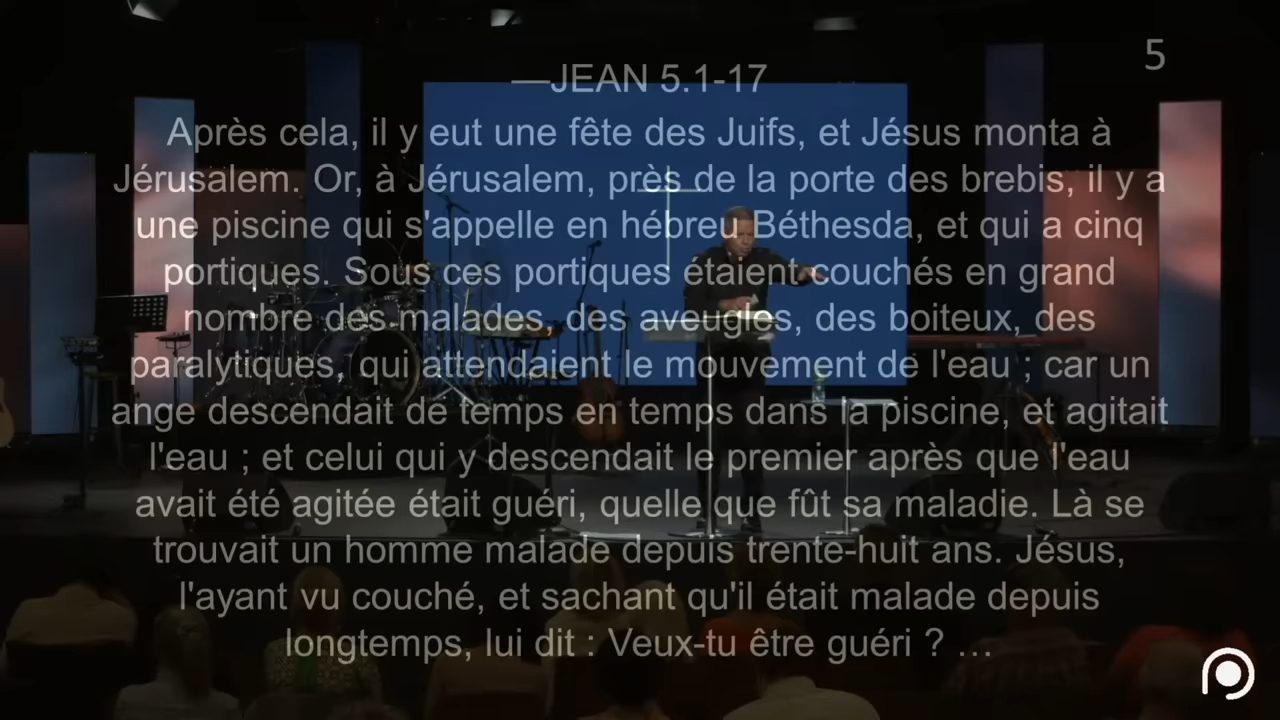 5
—JEAN 5.1-17
Après cela, il y eut une fête des Juifs, et Jésus monta à
Jérusalem. Or, à Jérusalem, près de la porte des brebis, il y a
une piscine qui s'appelle en hébreu Béthesda, et qui a cinq
portiques. Sous ces portiques étaient couchés en grand
nombre des malades, des aveugles, des boiteux, des
paralytiques, qui attendaient le mouvement de l'eau ; car un
ange descendait de temps en temps dans la piscine, et agitait
l'eau ; et celui qui y descendait le premier après que l'eau
avait été agitée était guéri, quelle que fût sa maladie. Là se
trouvait un homme malade depuis trente-huit ans. Jésus,
l'ayant vu couché, et sachant qu'il était malade depuis
longtemps, lui dit : Veux-tu être guéri ? …